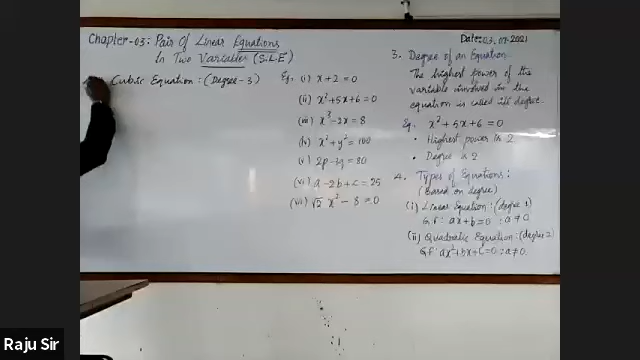 Chapter-03: Pair Of Linear Equations
In Two Variables (S.L.E)
Cubic Equation: (Degree-3)
Eg. (i) x+2=0
(ii) x²+5x+6=0
(iii) x³-2x=8
(iv) x²+y²=100
(v) 2p-3q=80
(vi) a-2b+c=25
(vii) √2 x²-8=0
Date: 03.07.2021
3. Degree of an Equation
The highest power of the
variable involved in the
equation is called its degree.
Eg. x²+5x+6=0
• Highest power is 2
• Degree is 2
4. Types of Equations:
(Based on degree)
(i) Linear Equation: (degree 1)
G.f: ax+b=0 : a≠0
(ii) Quadratic Equation: (degree 2)
G.f: ax²+bx+c=0 : a≠0.
Raju Sir